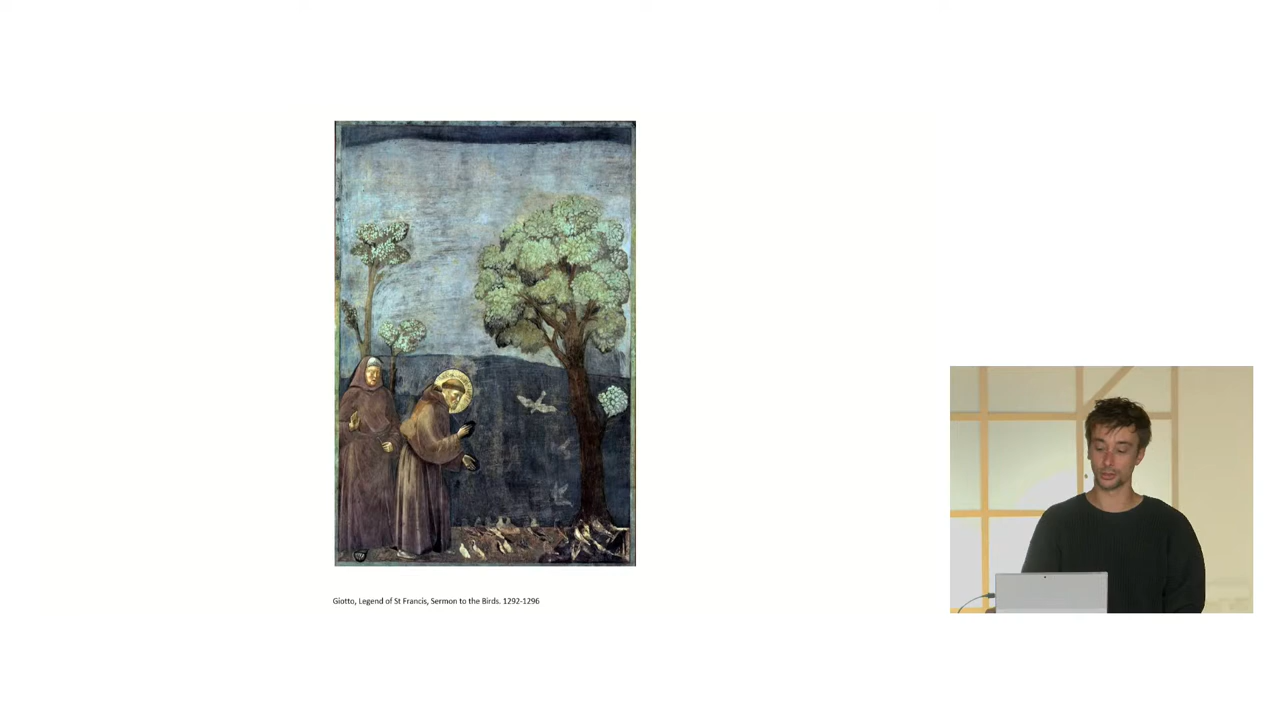 Giotto, Legend of St Francis, Sermon to the Birds. 1292-1296